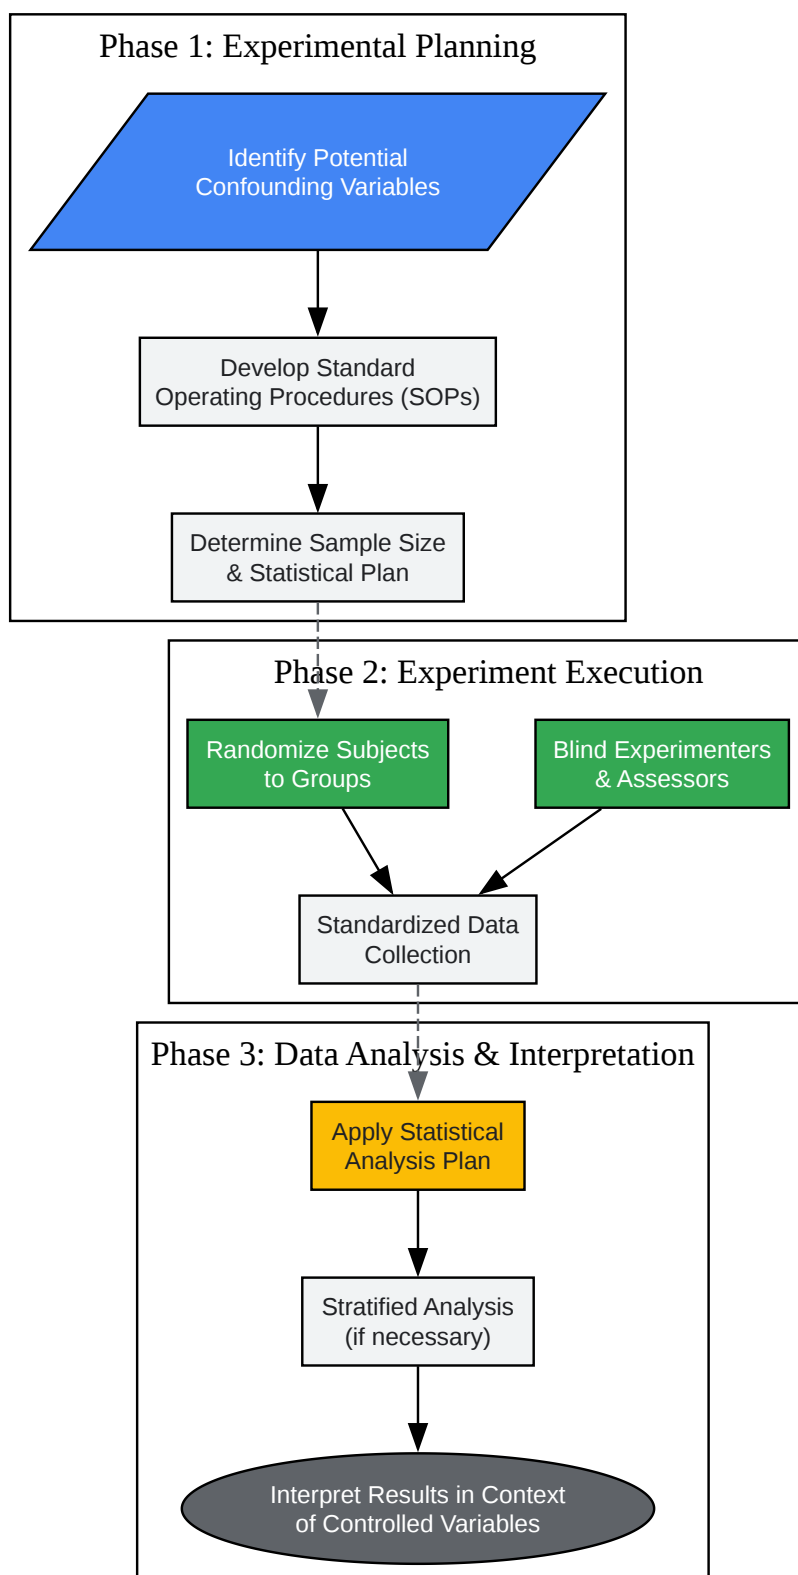 Phase 1: Experimental Planning
Identify Potential
Confounding Variables
Develop Standard
Operating Procedures (SOPs)
Determine Sample Size
& Statistical Plan
Phase 2: Experiment Execution
Randomize Subjects
to Groups
Blind Experimenters
& Assessors
Standardized Data
Collection
Phase 3: Data Analysis & Interpretation
Apply Statistical
Analysis Plan
Stratified Analysis
(if necessary)
Interpret Results in Context
of Controlled Variables